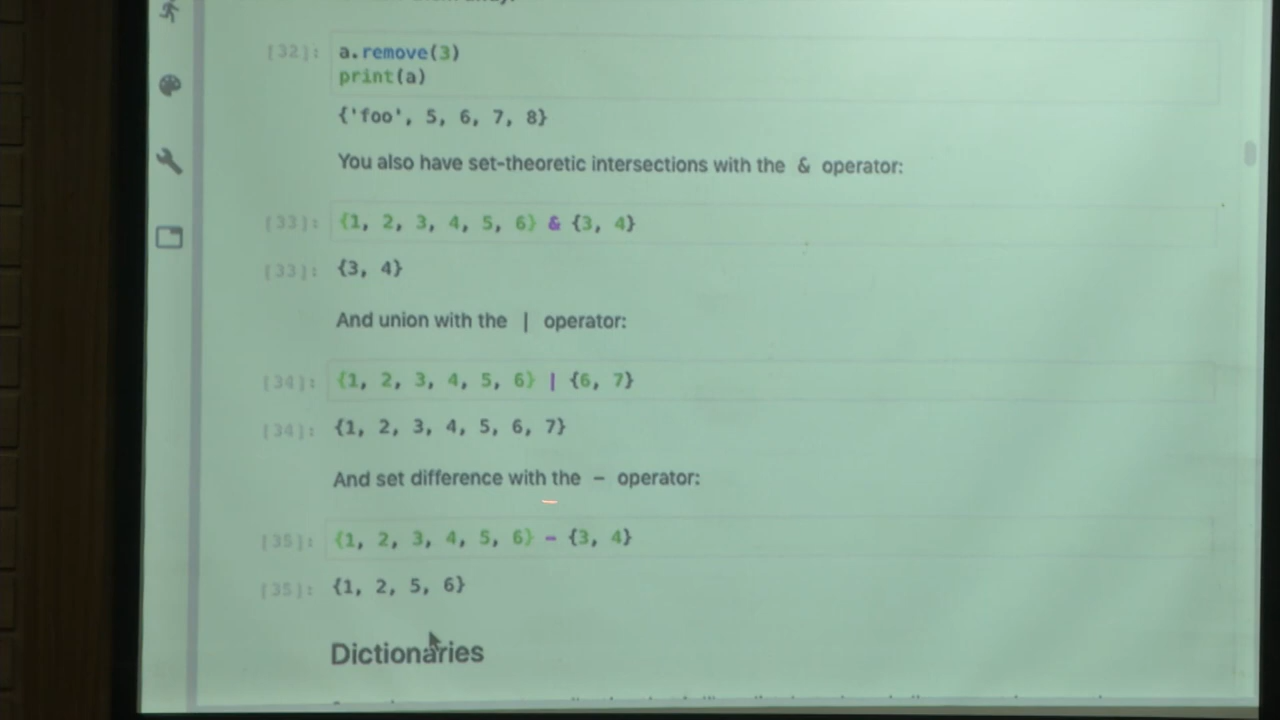 [32]: a.remove(3)
print(a)
{'foo', 5, 6, 7, 8}
You also have set-theoretic intersections with the & operator:
[33]: {1, 2, 3, 4, 5, 6} & {3, 4}
[33]: {3, 4}
And union with the | operator:
[34]: {1, 2, 3, 4, 5, 6} | {6, 7}
[34]: {1, 2, 3, 4, 5, 6, 7}
And set difference with the - operator:
[35]: {1, 2, 3, 4, 5, 6} - {3, 4}
[35]: {1, 2, 5, 6}
Dictionaries